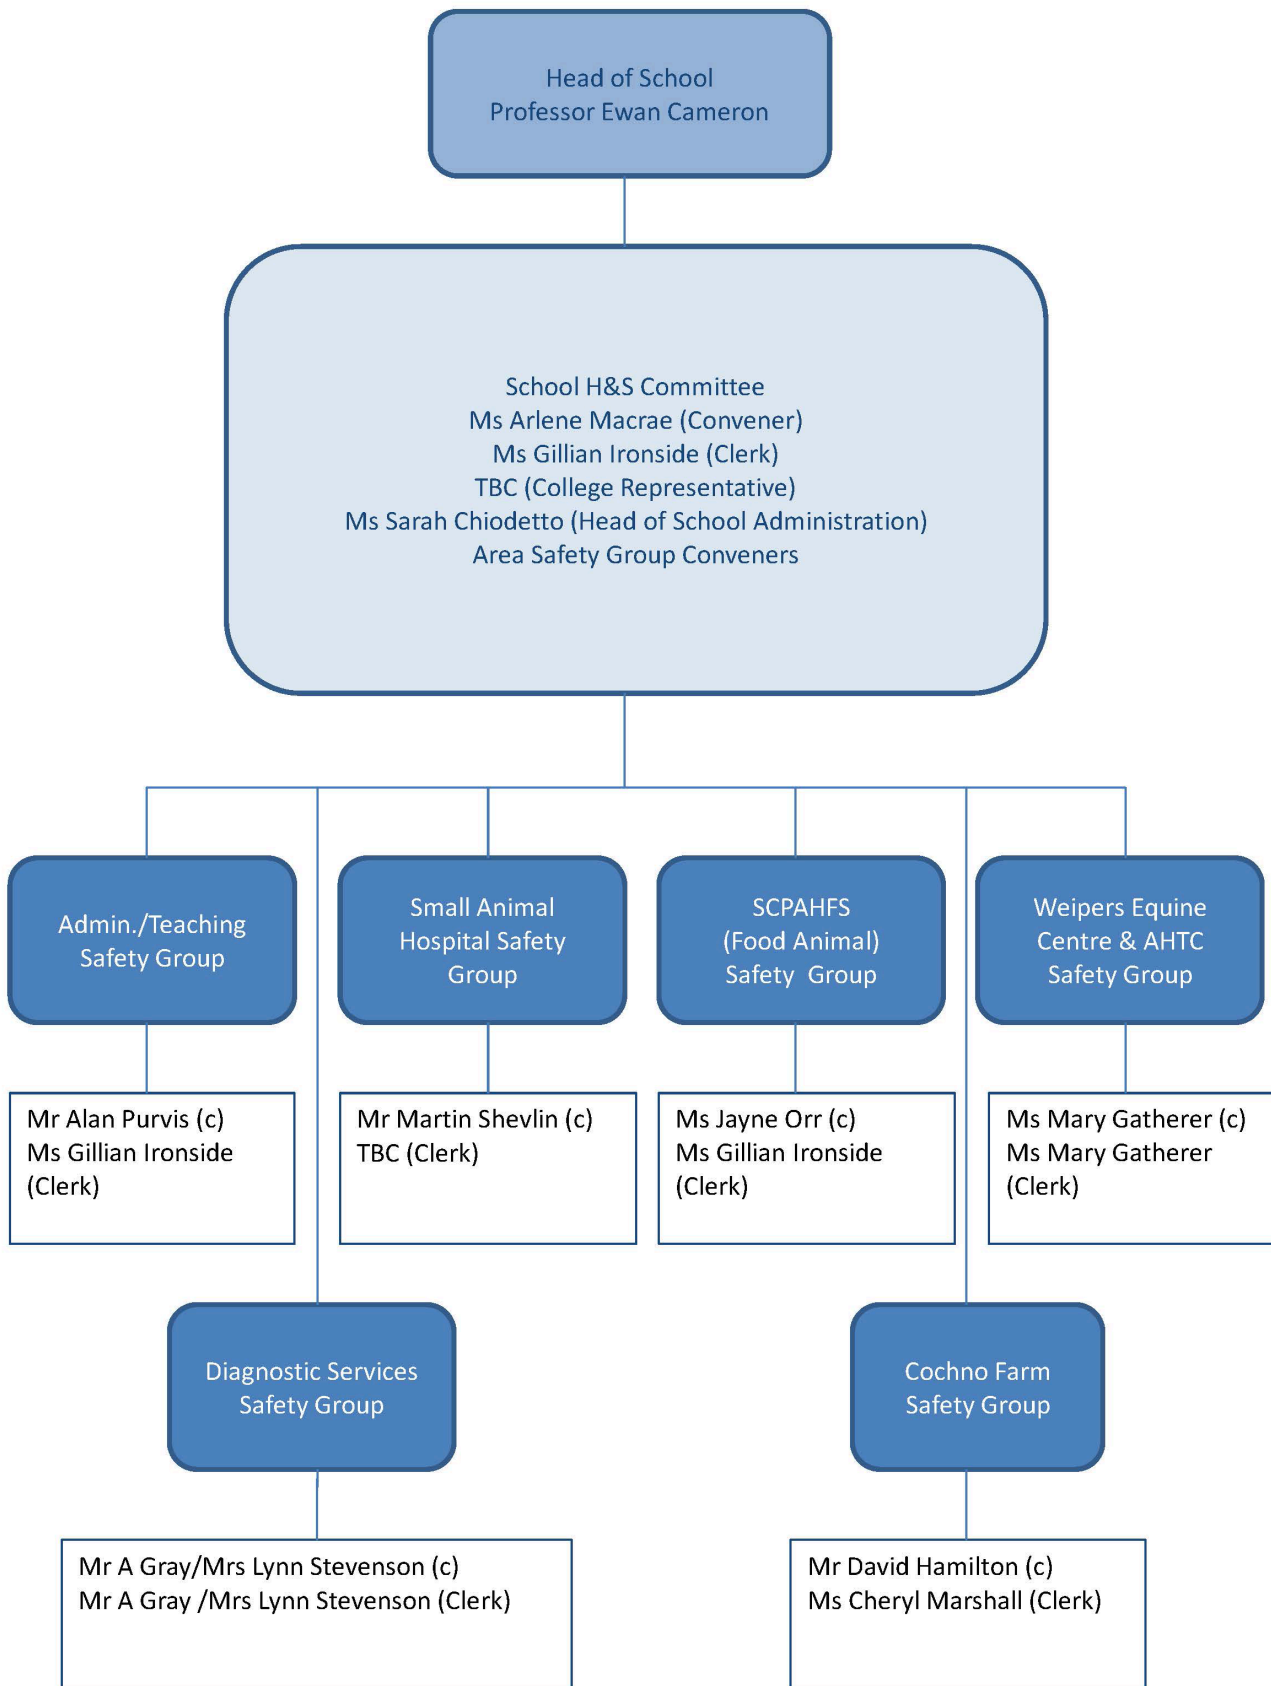 Head of School
Professor Ewan Cameron
School H&S Committee
Ms Arlene Macrae (Convener)
Ms Gillian Ironside (Clerk)
TBC (College Representative)
Ms Sarah Chiodetto (Head of School Administration)
Area Safety Group Conveners
Admin./Teaching
Safety Group
Small Animal
Hospital Safety
Group
SCPAHFS
(Food Animal)
Safety  Group
Weipers Equine
Centre & AHTC
Safety Group
Mr Alan Purvis (c)
Ms Gillian Ironside
(Clerk)
Mr Martin Shevlin (c)
TBC (Clerk)
Ms Jayne Orr (c)
Ms Gillian Ironside
(Clerk)
Ms Mary Gatherer (c)
Ms Mary Gatherer
(Clerk)
Diagnostic Services
Safety Group
Cochno Farm
Safety Group
Mr A Gray/Mrs Lynn Stevenson (c)
Mr A Gray /Mrs Lynn Stevenson (Clerk)
Mr David Hamilton (c)
Ms Cheryl Marshall (Clerk)